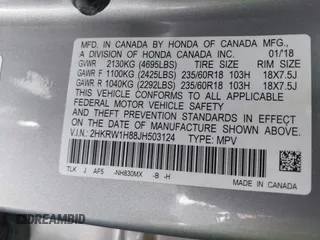 MFD. IN CANADA BY HONDA OF CANADA MFG.,
A DIVISION OF HONDA CANADA INC. 01/18
GVWR 2130KG (4695LBS) TIRE SIZE RIM SIZE
GAWR F 1100KG (2425LBS) 235/60R18 103H 18X7.5J
GAWR R 1040KG (2292LBS) 235/60R18 103H 18X7.5J
THIS VEHICLE CONFORMS TO ALL APPLICABLE
FEDERAL MOTOR VEHICLE SAFETY AND
THEFT PREVENTION STANDARDS IN EFFECT ON
THE DATE OF MANUFACTURE SHOWN ABOVE.
V.I.N.: 2HKRW1H88JH503124 TYPE: MPV
TLK J AF5 -NH830MX -B -H
MADE IN CANADA
DREAMBID